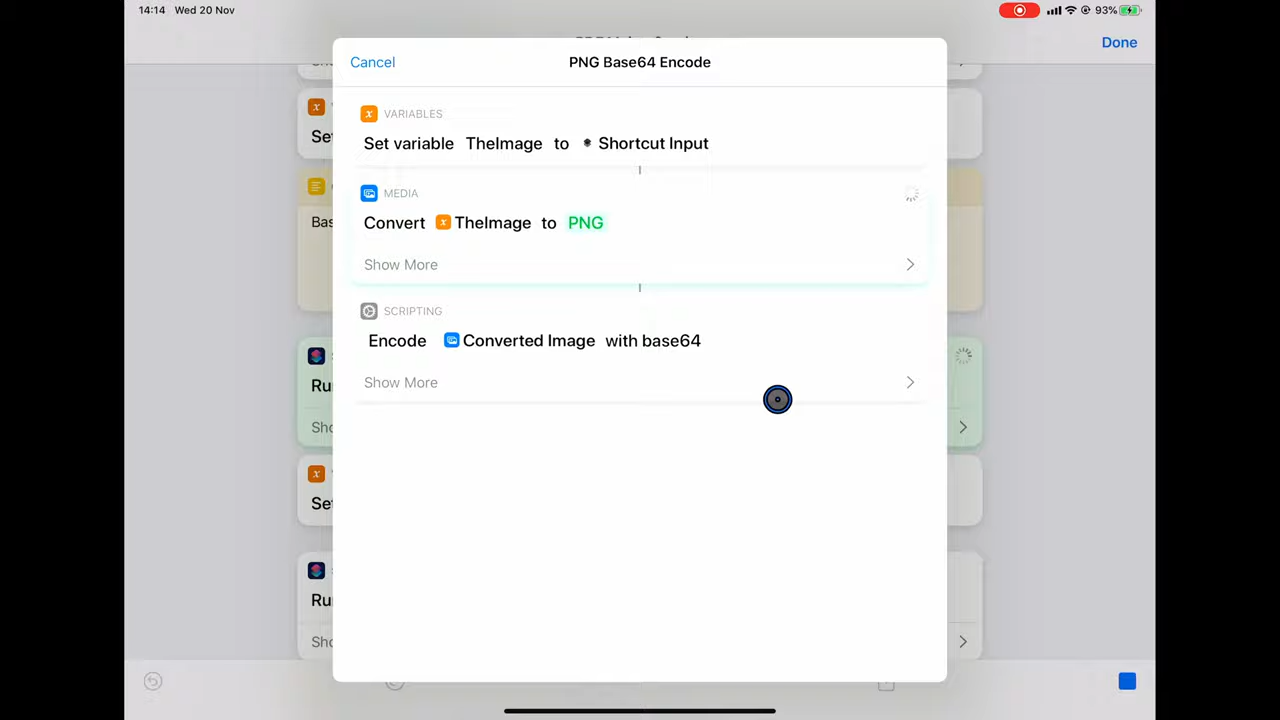 14:14 Wed 20 Nov
93%
Done
Cancel
PNG Base64 Encode
VARIABLES
Set variable TheImage to Shortcut Input
MEDIA
Convert TheImage to PNG
Show More
SCRIPTING
Encode Converted Image with base64
Show More